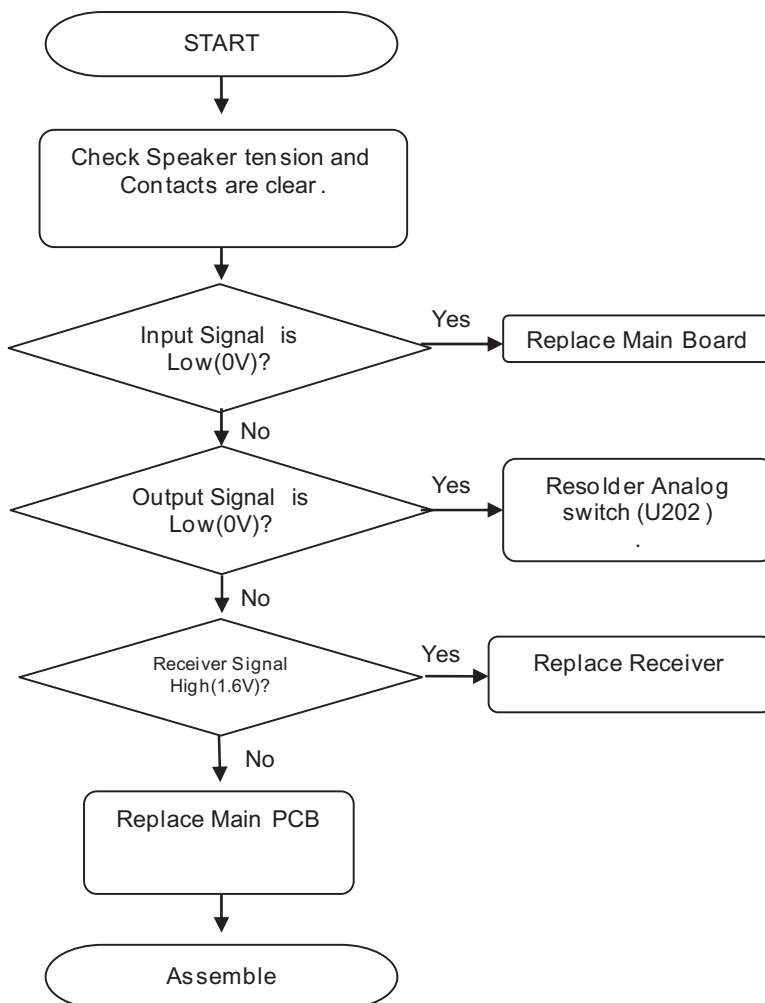 START
Check Speaker tension and
Contacts are clear.
Input Signal is
Low(0V)?
Yes
Replace Main Board
No
Output Signal is
Low(0V)?
Yes
Resolder Analog
switch (U202)
.
No
Receiver Signal
High(1.6V)?
Yes
Replace Receiver
No
Replace Main PCB
Assemble